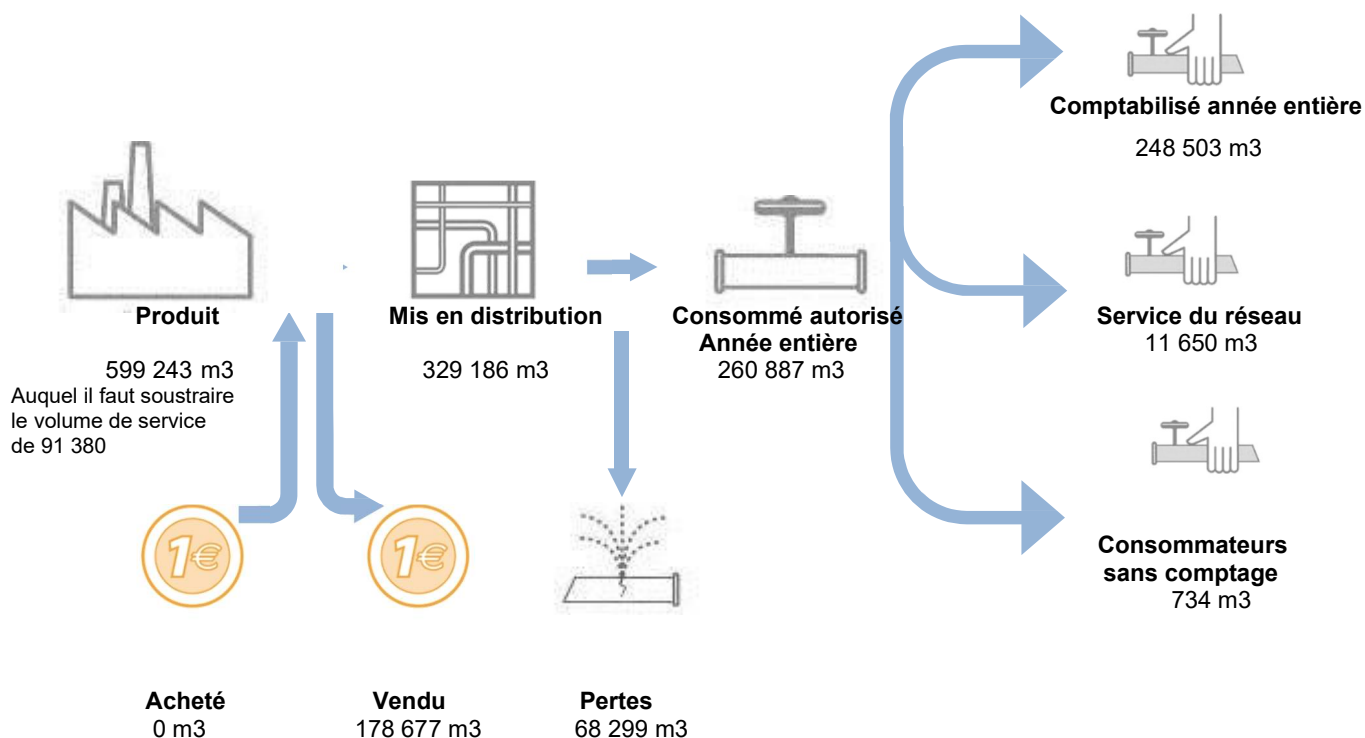 Comptabilisé année entière
248 503 m3
Produit
599 243 m3
Auquel il faut soustraire
le volume de service
de 91 380
Mis en distribution
329 186 m3
Consommé autorisé
Année entière
260 887 m3
Service du réseau
11 650 m3
Consommateurs
sans comptage
734 m3
1€
1€
Acheté
0 m3
Vendu
178 677 m3
Pertes
68 299 m3